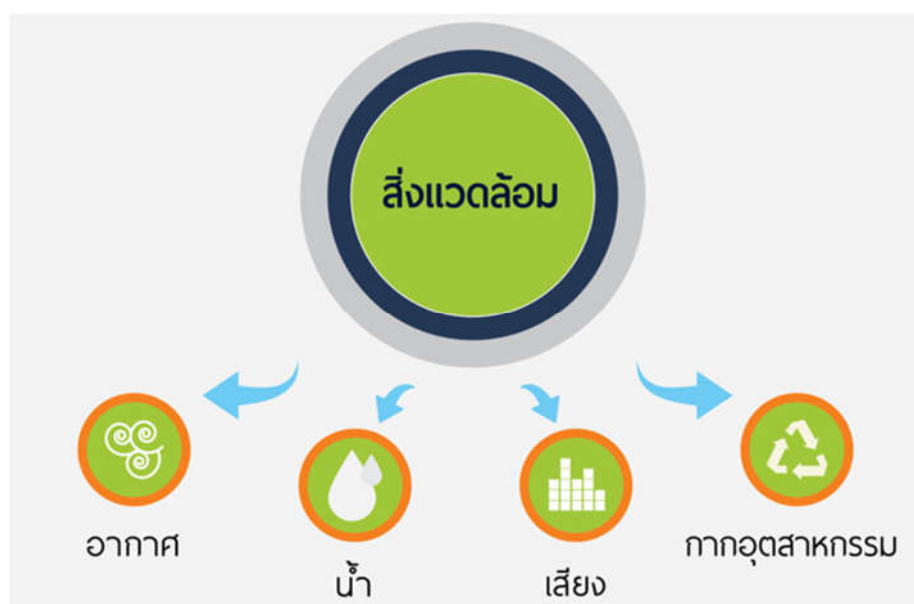 สิ่งแวดล้อม
อากาศ
น้ำ
เสียง
กากอุตสาหกรรม